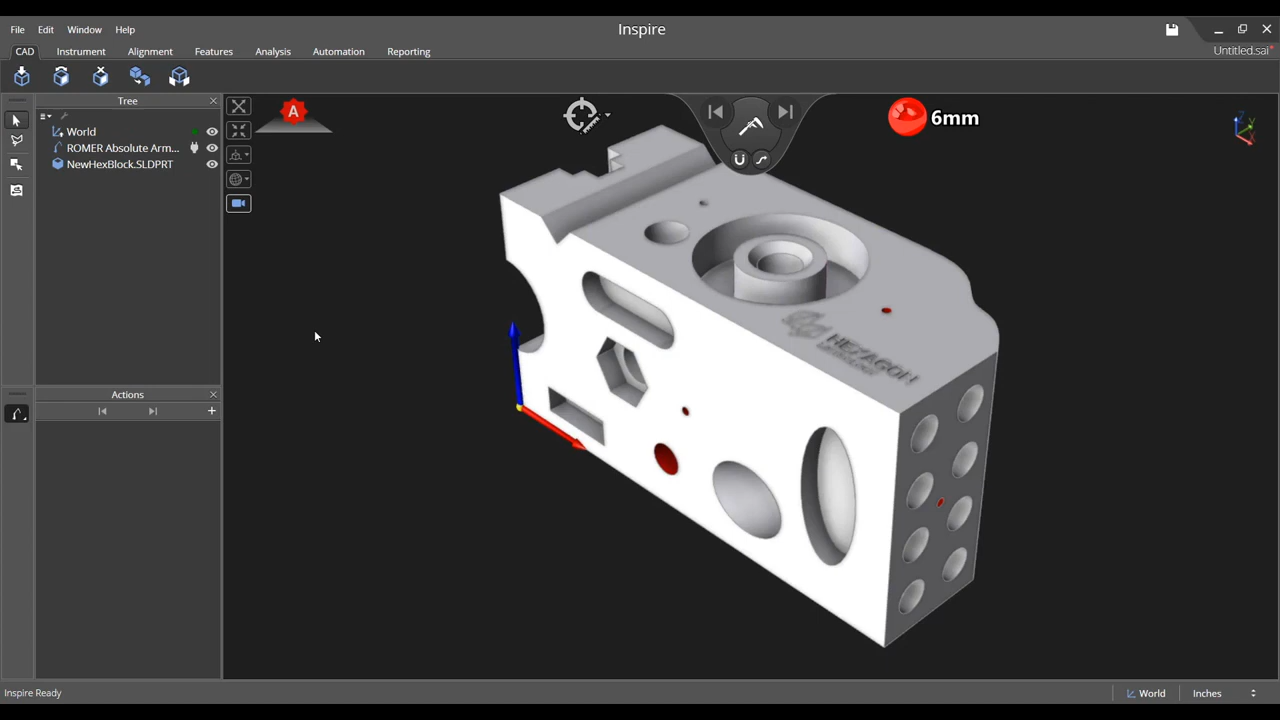 Inspire
File Edit Window Help
CAD Instrument Alignment Features Analysis Automation Reporting
Untitled.sai*
Tree
World
ROMER Absolute Arm...
NewHexBlock.SLDPRT
A
6mm
HEXAGON
METROLOGY
Actions
Inspire Ready
World
Inches